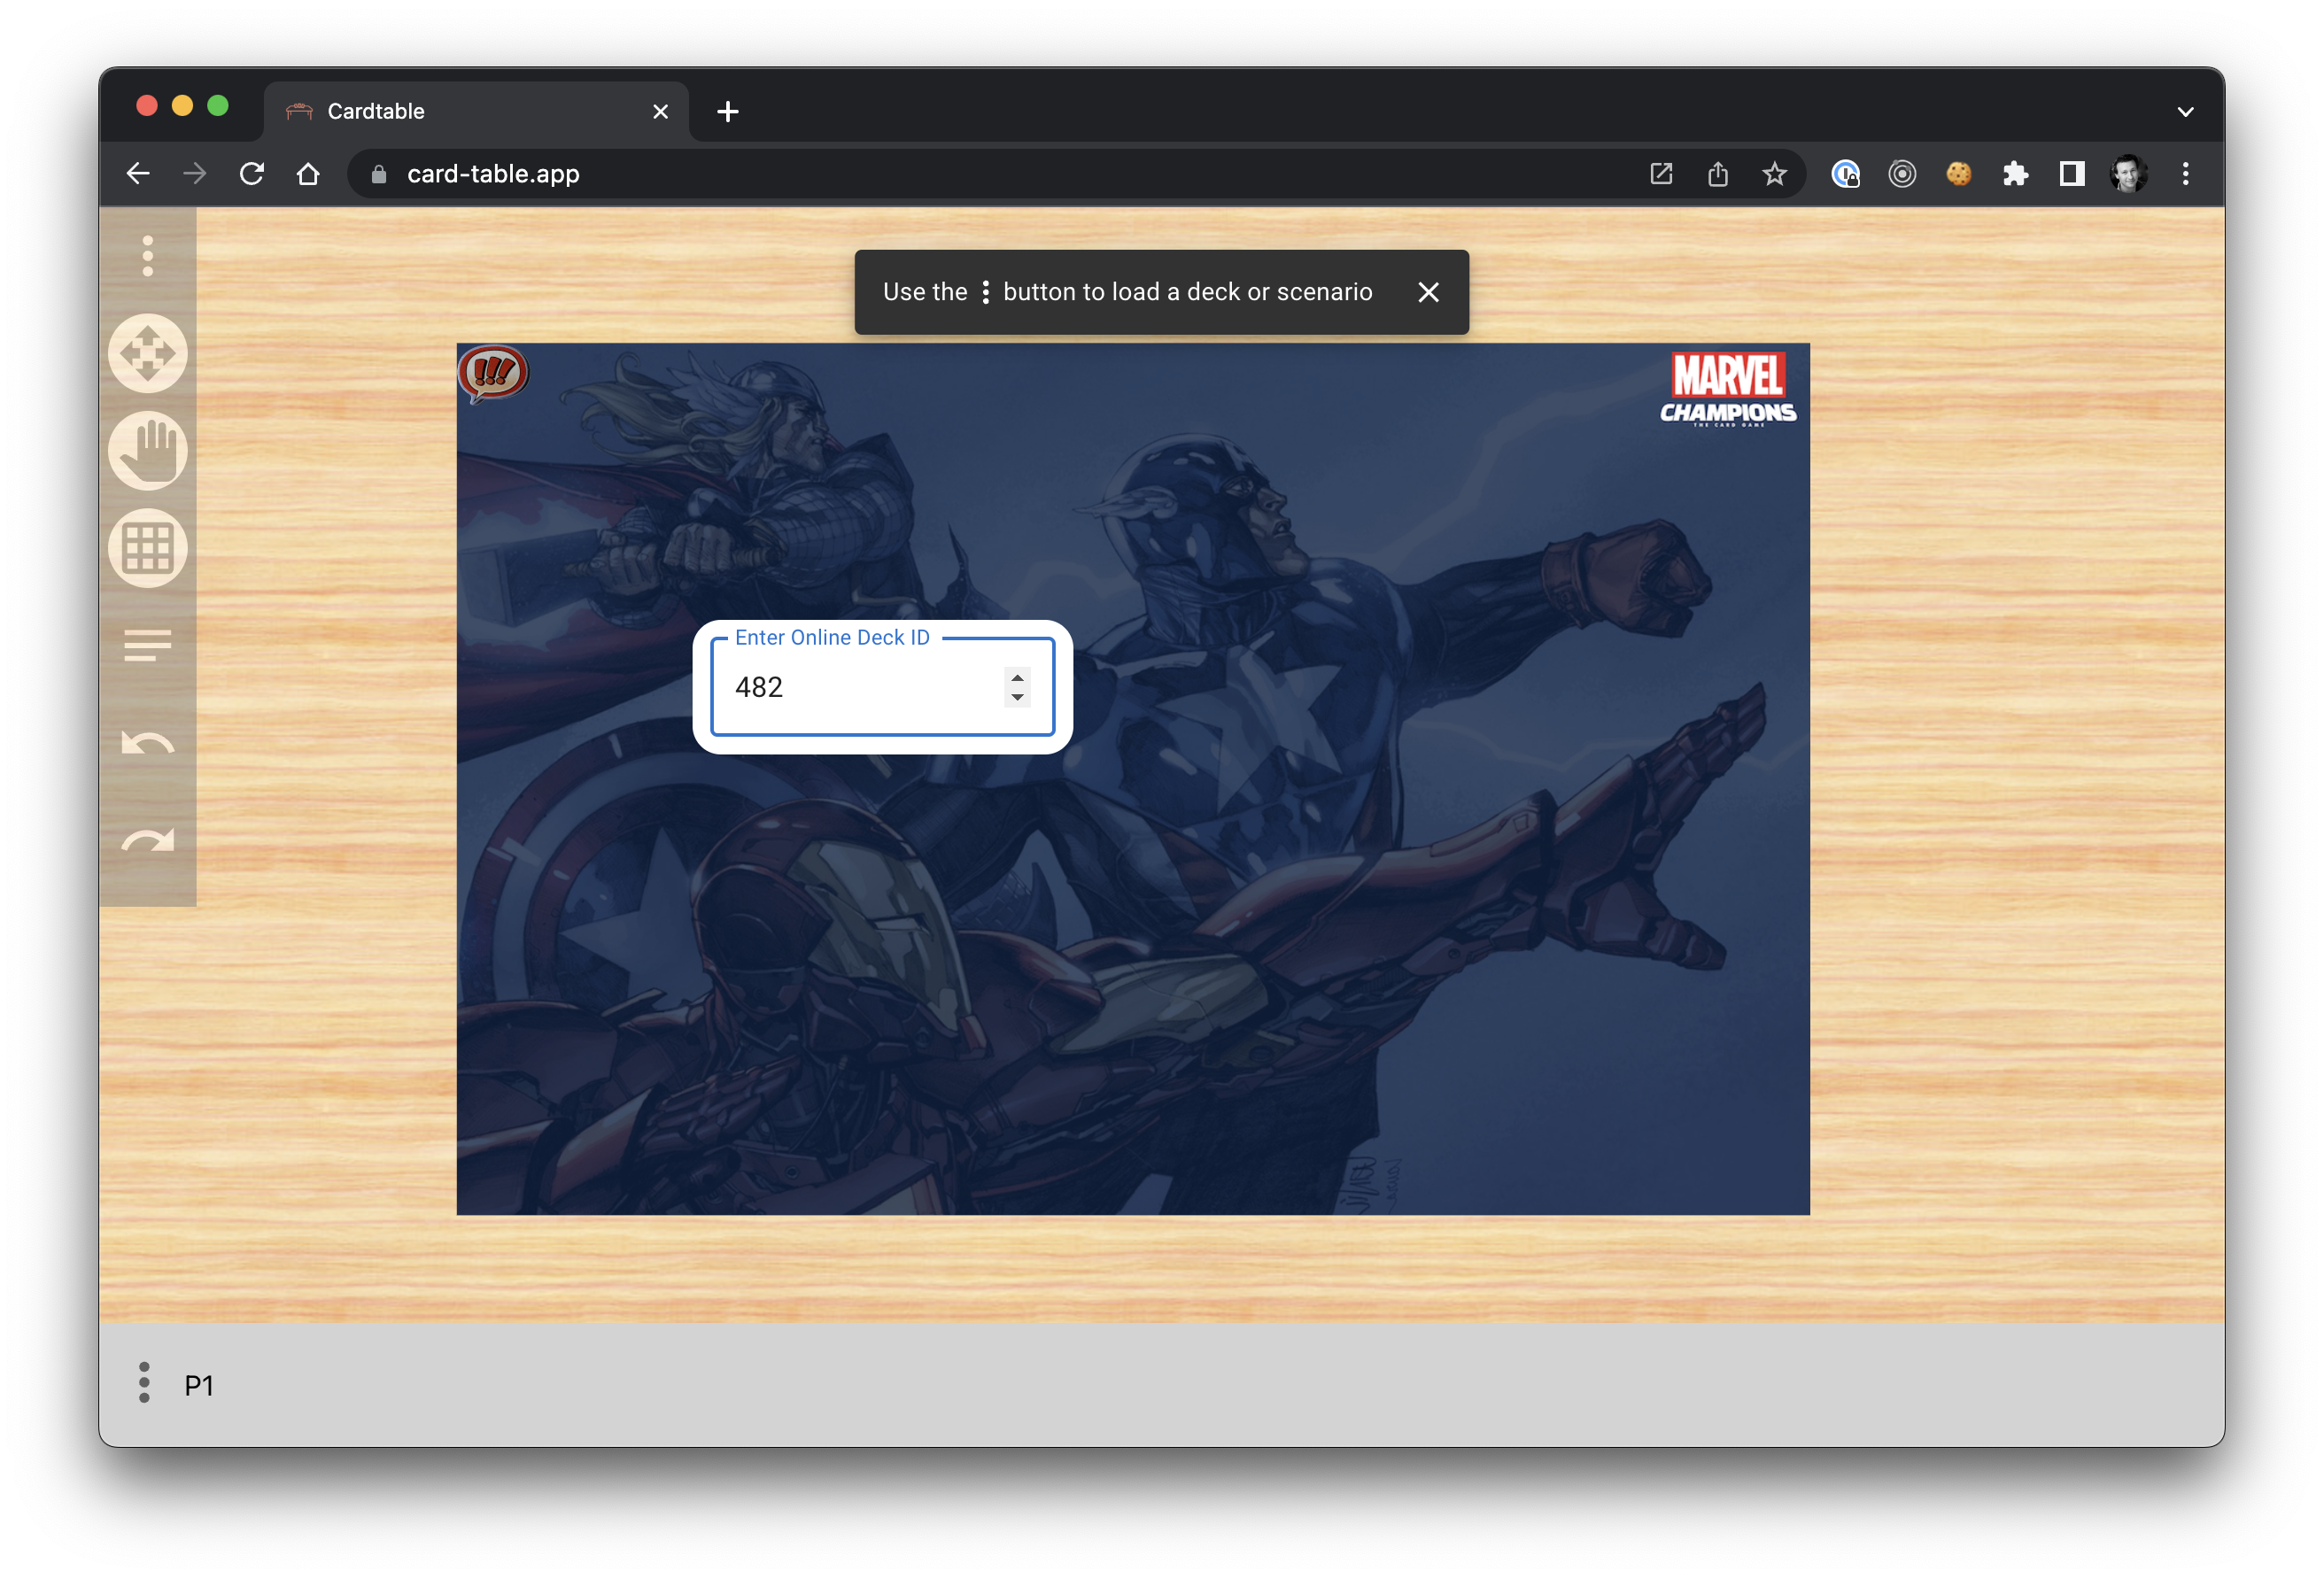 Cardtable
card-table.app
Use the ⋮ button to load a deck or scenario
!!!
MARVEL
CHAMPIONS
THE CARD GAME
Enter Online Deck ID
482
P1